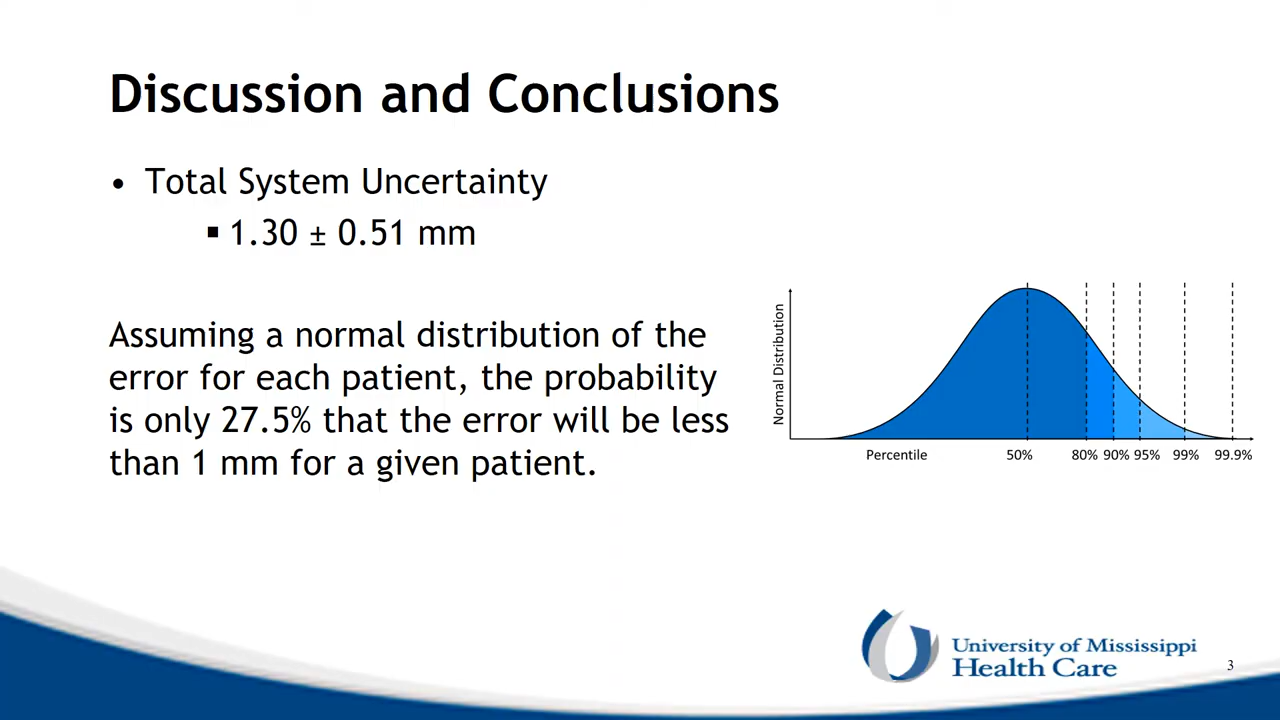 Discussion and Conclusions
• Total System Uncertainty
▪ 1.30 ± 0.51 mm
Assuming a normal distribution of the
error for each patient, the probability
is only 27.5% that the error will be less
than 1 mm for a given patient.
Normal Distribution
Percentile 50% 80% 90% 95% 99% 99.9%
University of Mississippi
Health Care
3